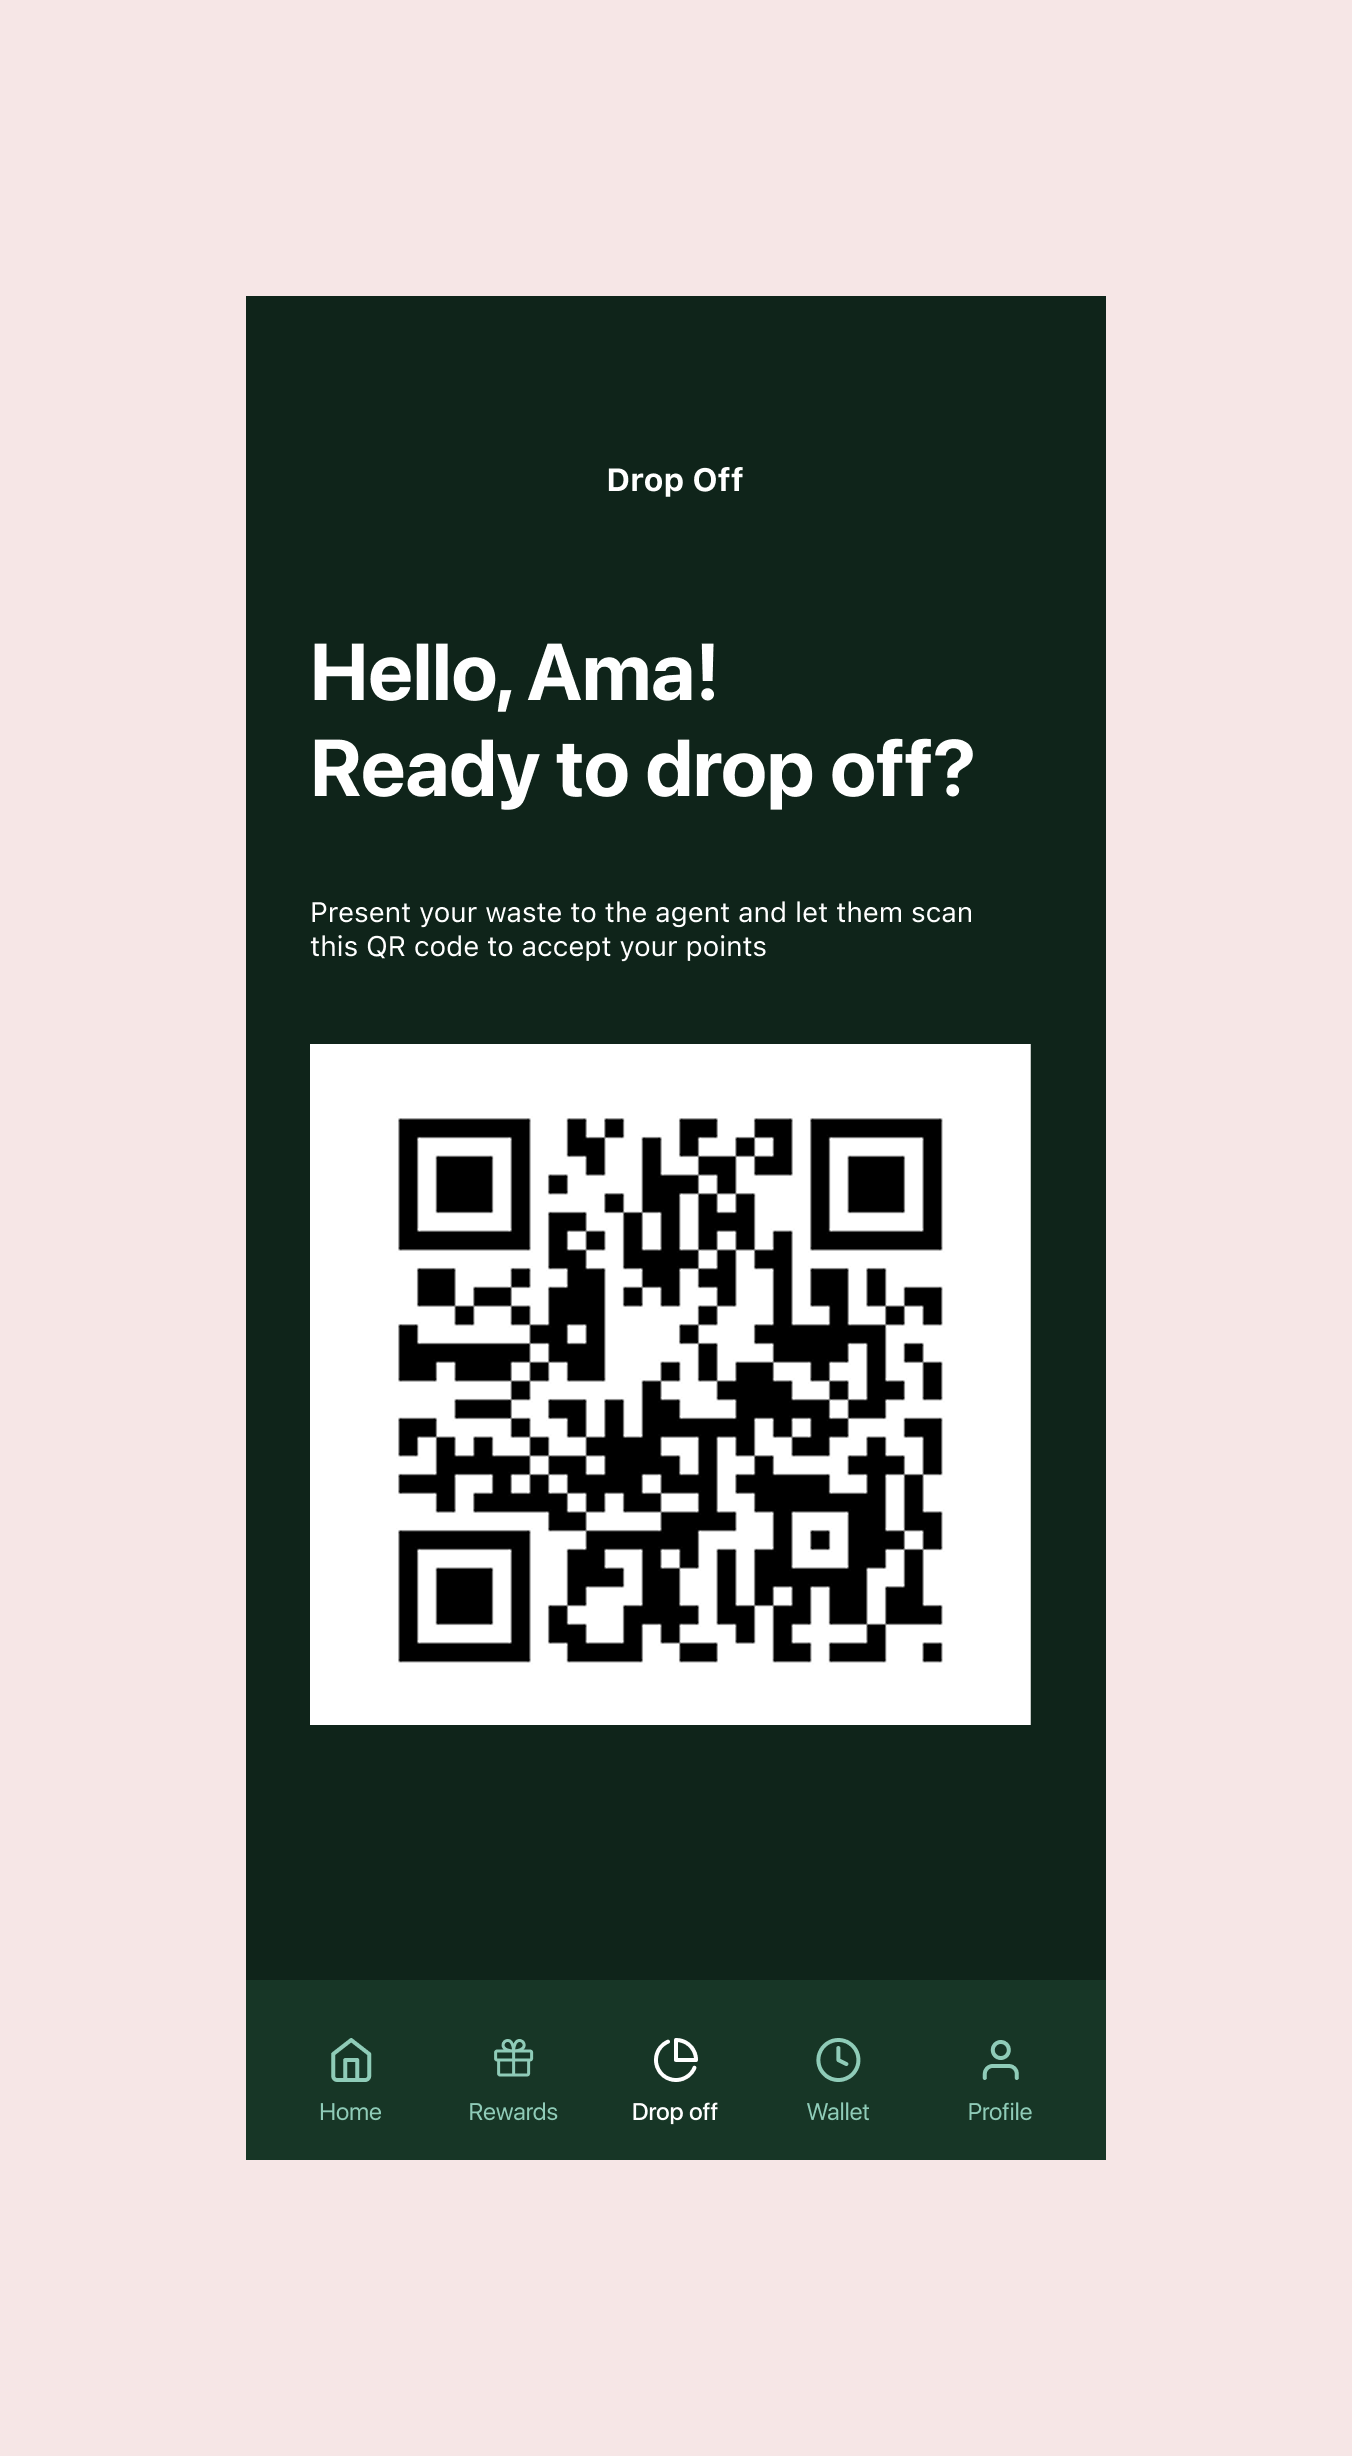 Drop Off
Hello, Ama!
Ready to drop off?
Present your waste to the agent and let them scan
this QR code to accept your points
Home
Rewards
Drop off
Wallet
Profile